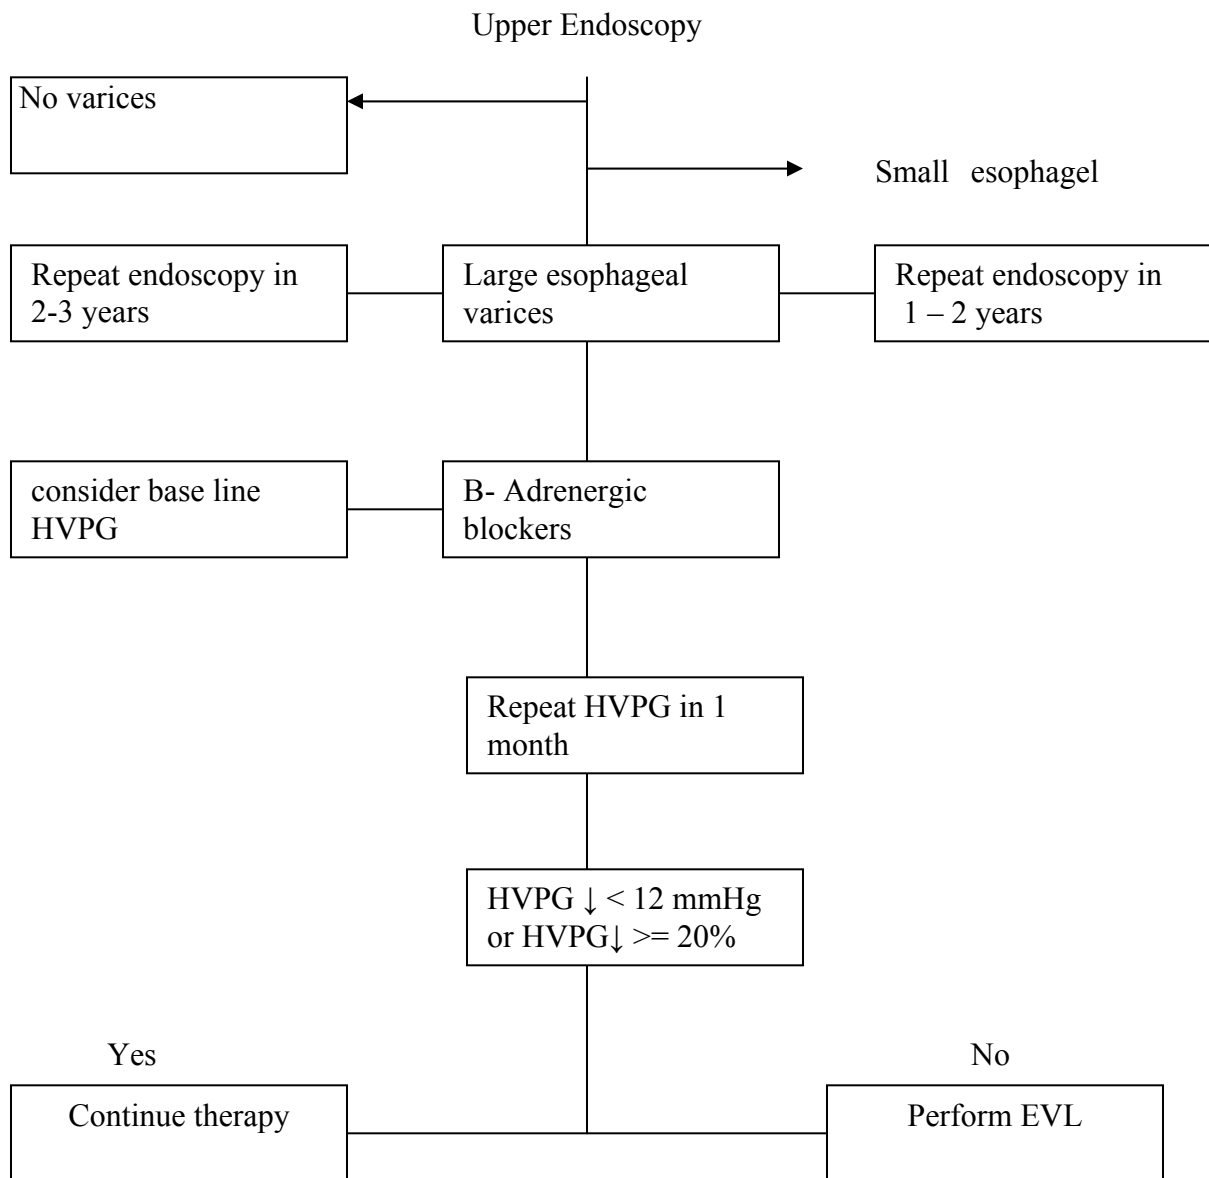 Upper Endoscopy
No varices
Small esophagel
Repeat endoscopy in
2-3 years
Large esophageal
varices
Repeat endoscopy in
1 – 2 years
consider base line
HVPG
B- Adrenergic
blockers
Repeat HVPG in 1
month
HVPG ↓ < 12 mmHg
or HVPG↓ >= 20%
Yes
No
Continue therapy
Perform EVL